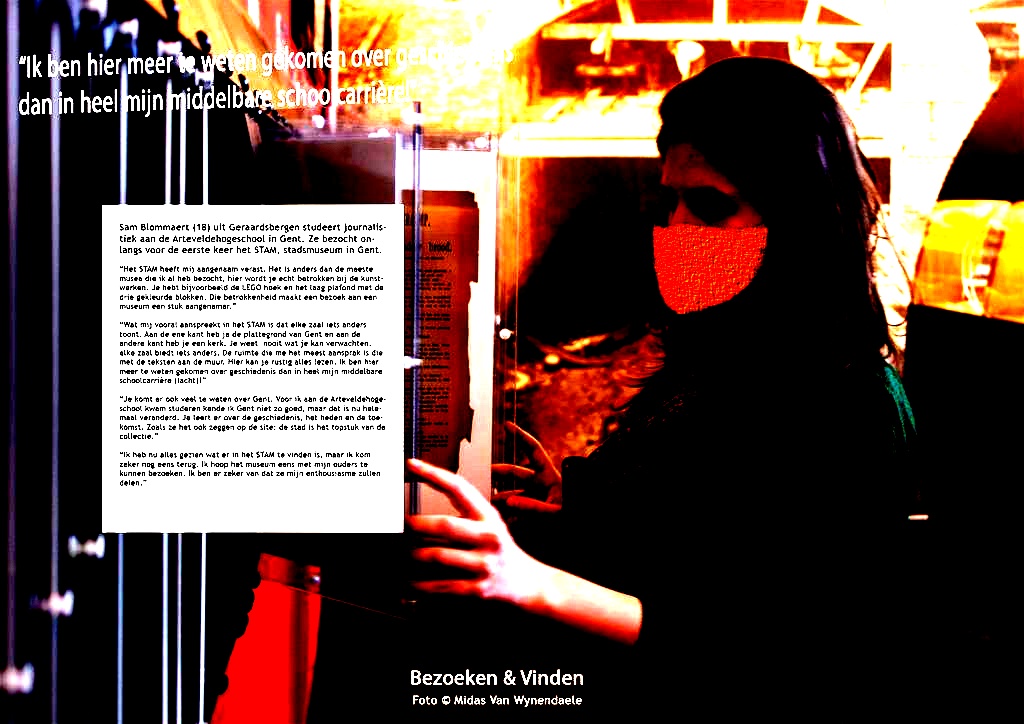 “Ik ben hier meer te weten gekomen over
dan in heel mijn middelbare schoolcarrière!”
Sam Blommaert (18) uit Geraardsbergen studeert journalis-
tiek aan de Arteveldehogeschool in Gent. Ze bezocht on-
langs voor de eerste keer het STAM, stadsmuseum in Gent.
“Het STAM heeft mij aangenaam verast. Het is anders dan de meeste
musea die ik al heb bezocht, hier wordt je echt betrokken bij de kunst-
werken. Je hebt bijvoorbeeld de LEGO hoek en het laag plafond met de
drie gekleurde blokken. Die betrokkenheid maakt een bezoek aan een
museum een stuk aangenamer.”
“Wat mij vooral aanspreekt in het STAM is dat elke zaal iets anders
toont. Aan de ene kant heb je de plattegrond van Gent en aan de
andere kant heb je een kerk. Je weet nooit wat je kan verwachten,
elke zaal biedt iets anders. De ruimte die me het meest aansprak is die
met de teksten aan de muur. Hier kan je rustig alles lezen. Ik ben hier
meer te weten gekomen over geschiedenis dan in heel mijn middelbare
schoolcarrière (lacht)!”
“Je komt er ook veel te weten over Gent. Voor ik aan de Arteveldehoge-
school kwam studeren kende ik Gent niet zo goed, maar dat is nu hele-
maal veranderd. Je leert er over de geschiedenis, het heden en de toe-
komst. Zoals ze het ook zeggen op de site: de stad is het topstuk van de
collectie.”
“Ik heb nu alles gezien wat er in het STAM te vinden is, maar ik kom
zeker nog eens terug. Ik hoop het museum eens met mijn ouders te
kunnen bezoeken. Ik ben er zeker van dat ze mijn enthousiasme zullen
delen.”
Bezoeken & Vinden
Foto © Midas Van Wynendaele